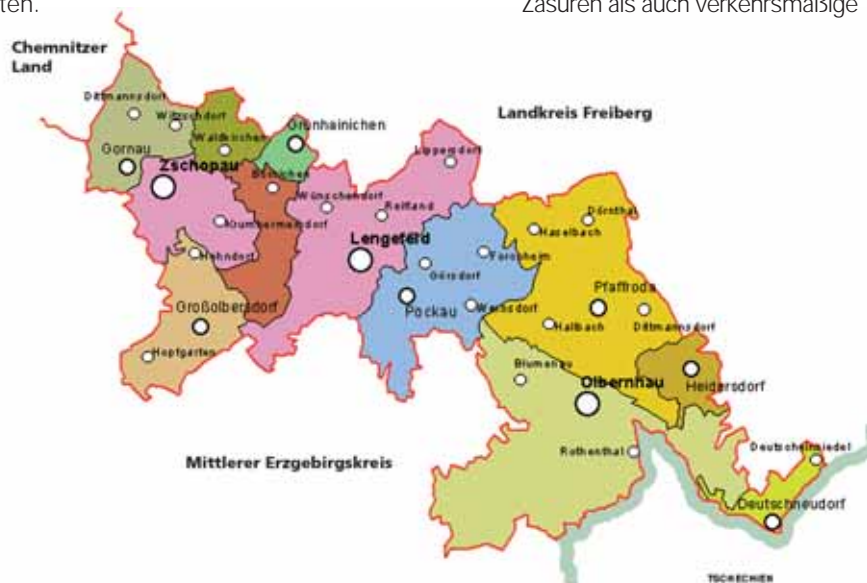 ten.
Zäsuren als auch verkehrsmäßige
Chemnitzer
Land
Landkreis Freiberg
Dittmannsdorf
Witzschdorf
Waldkirchen
Grünhainichen
Gornau
Zschopau
Börnichen
Lippersdorf
Wünschendorf
Reifland
Krumhermersdorf
Hohndorf
Lengefeld
Haselbach
Dörnthal
Forchheim
Görsdorf
Großolbersdorf
Pockau
Wernsdorf
Pfaffroda
Hallbach
Dittmannsdorf
Hopfgarten
Blumenau
Olbernhau
Heidersdorf
Mittlerer Erzgebirgskreis
Rothenthal
Deutscheinsiedel
Deutschneudorf
TSCHECHIEN